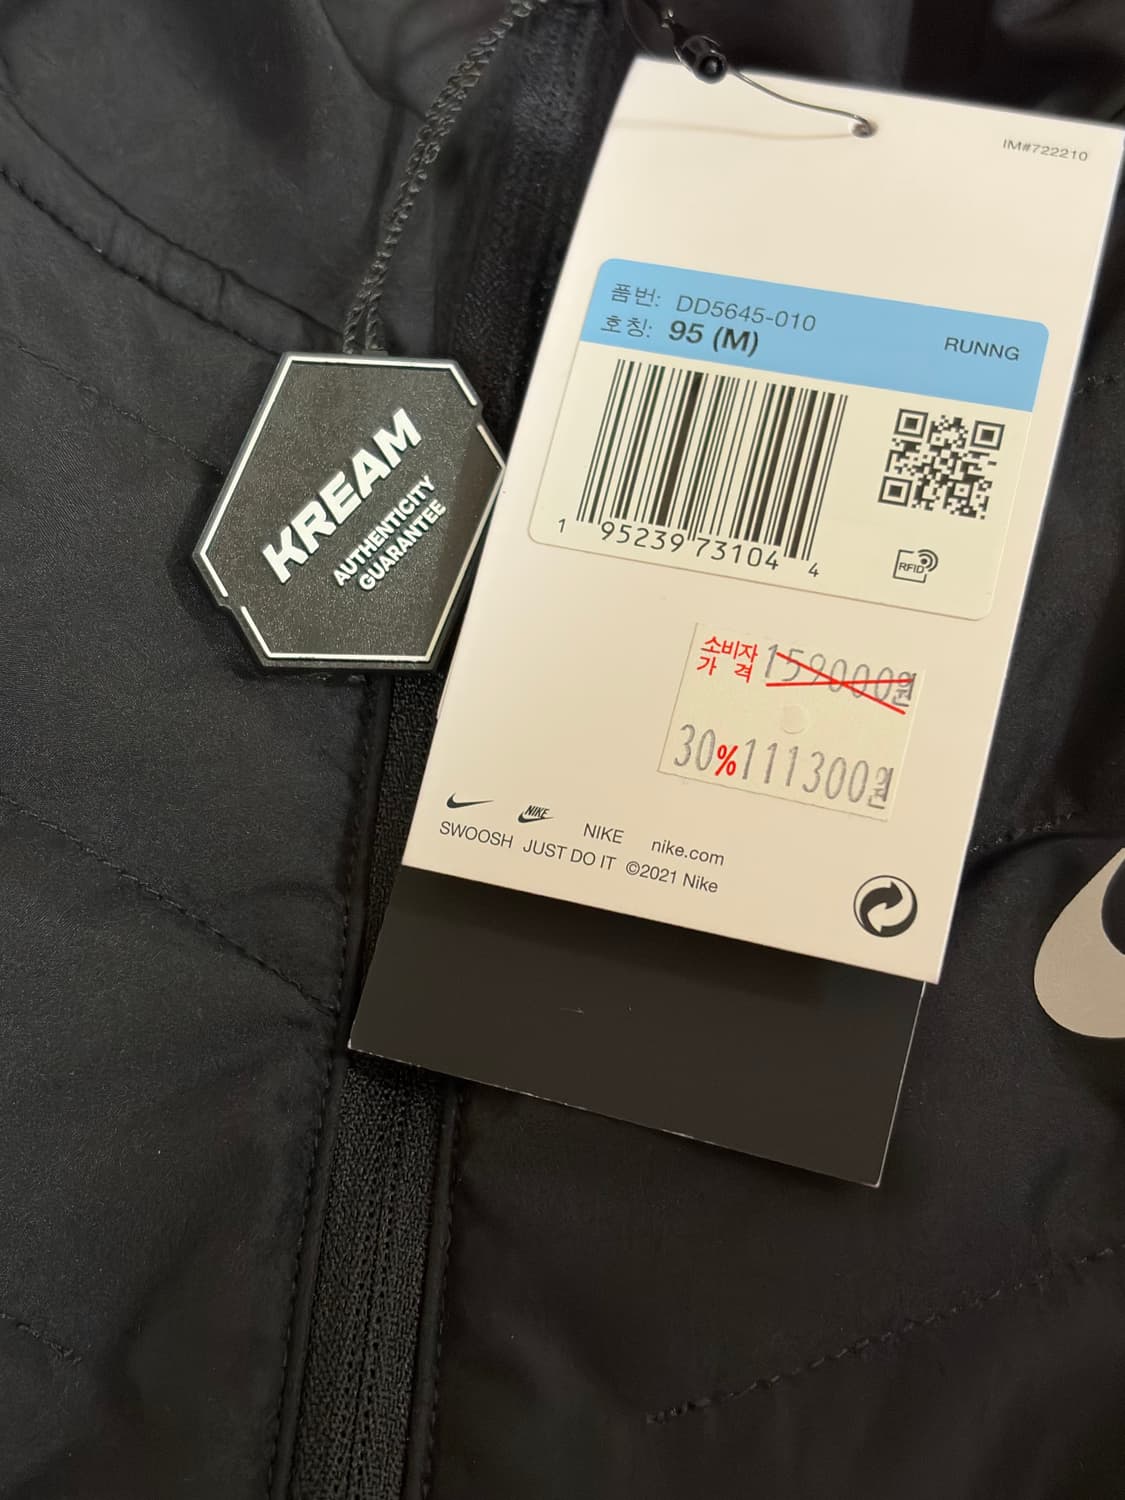 IM#722210
품번: DD5645-010
호칭: 95 (M)
RUNNG
1 95239 73104 4
RFID
KREAM
AUTHENTICITY
GUARANTEE
소비자
가 격
159000원
30%111300원
NIKE
SWOOSH JUST DO IT NIKE nike.com
©2021 Nike